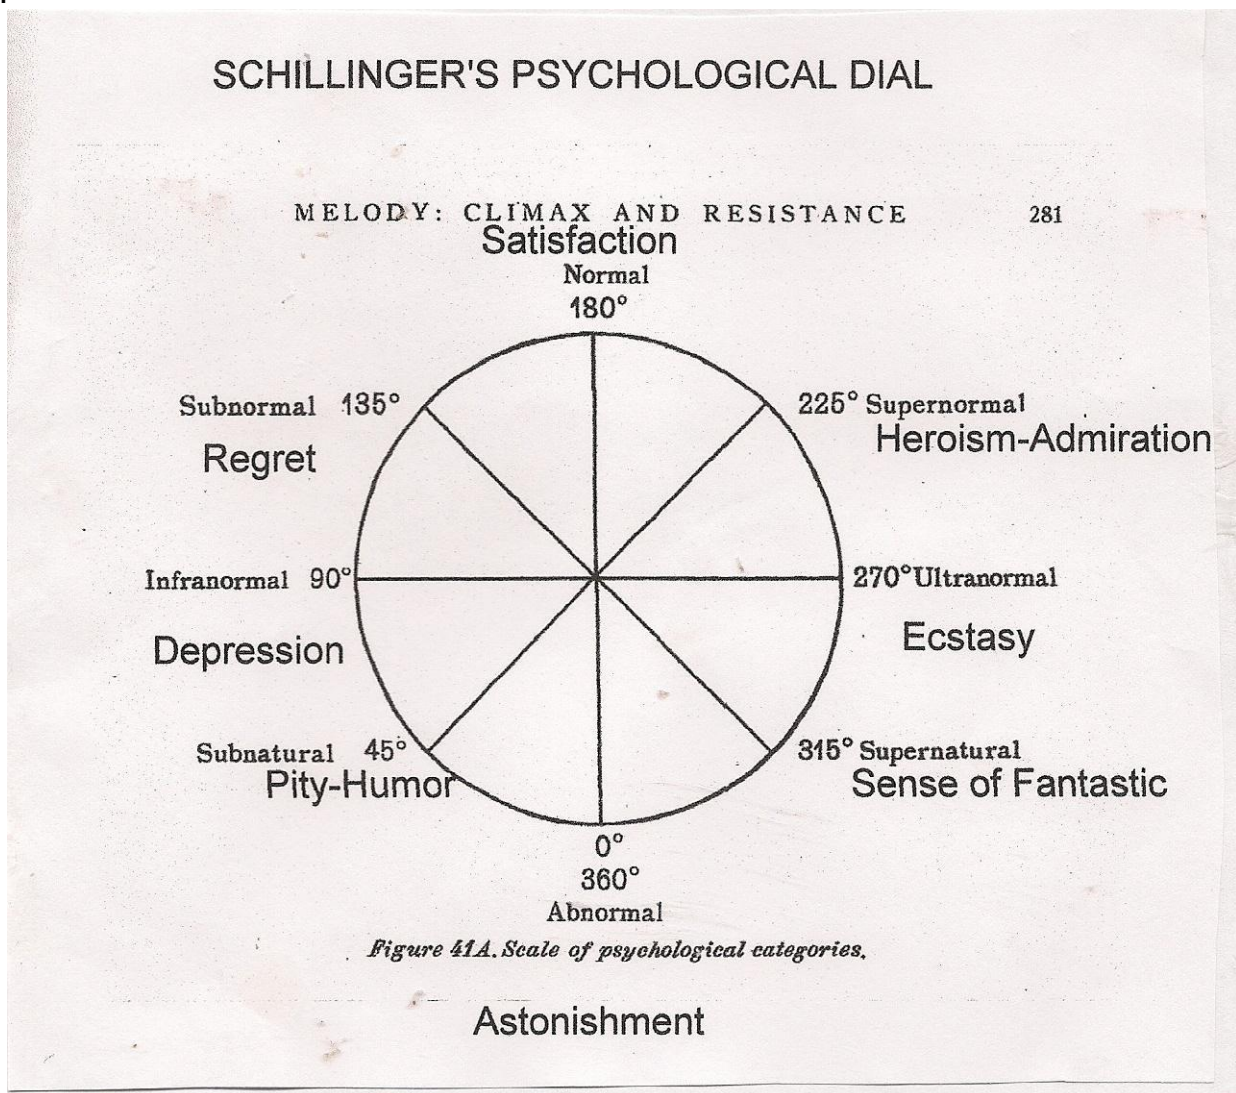 SCHILLINGER'S PSYCHOLOGICAL DIAL
MELODY: CLIMAX AND RESISTANCE 281
Satisfaction
Normal
180°
Subnormal 135°
Regret
225° Supernormal
Heroism-Admiration
Infranormal 90°
Depression
270° Ultranormal
Ecstasy
Subnatural 45°
Pity-Humor
315° Supernatural
Sense of Fantastic
0°
360°
Abnormal
Figure 41A. Scale of psychological categories.
Astonishment